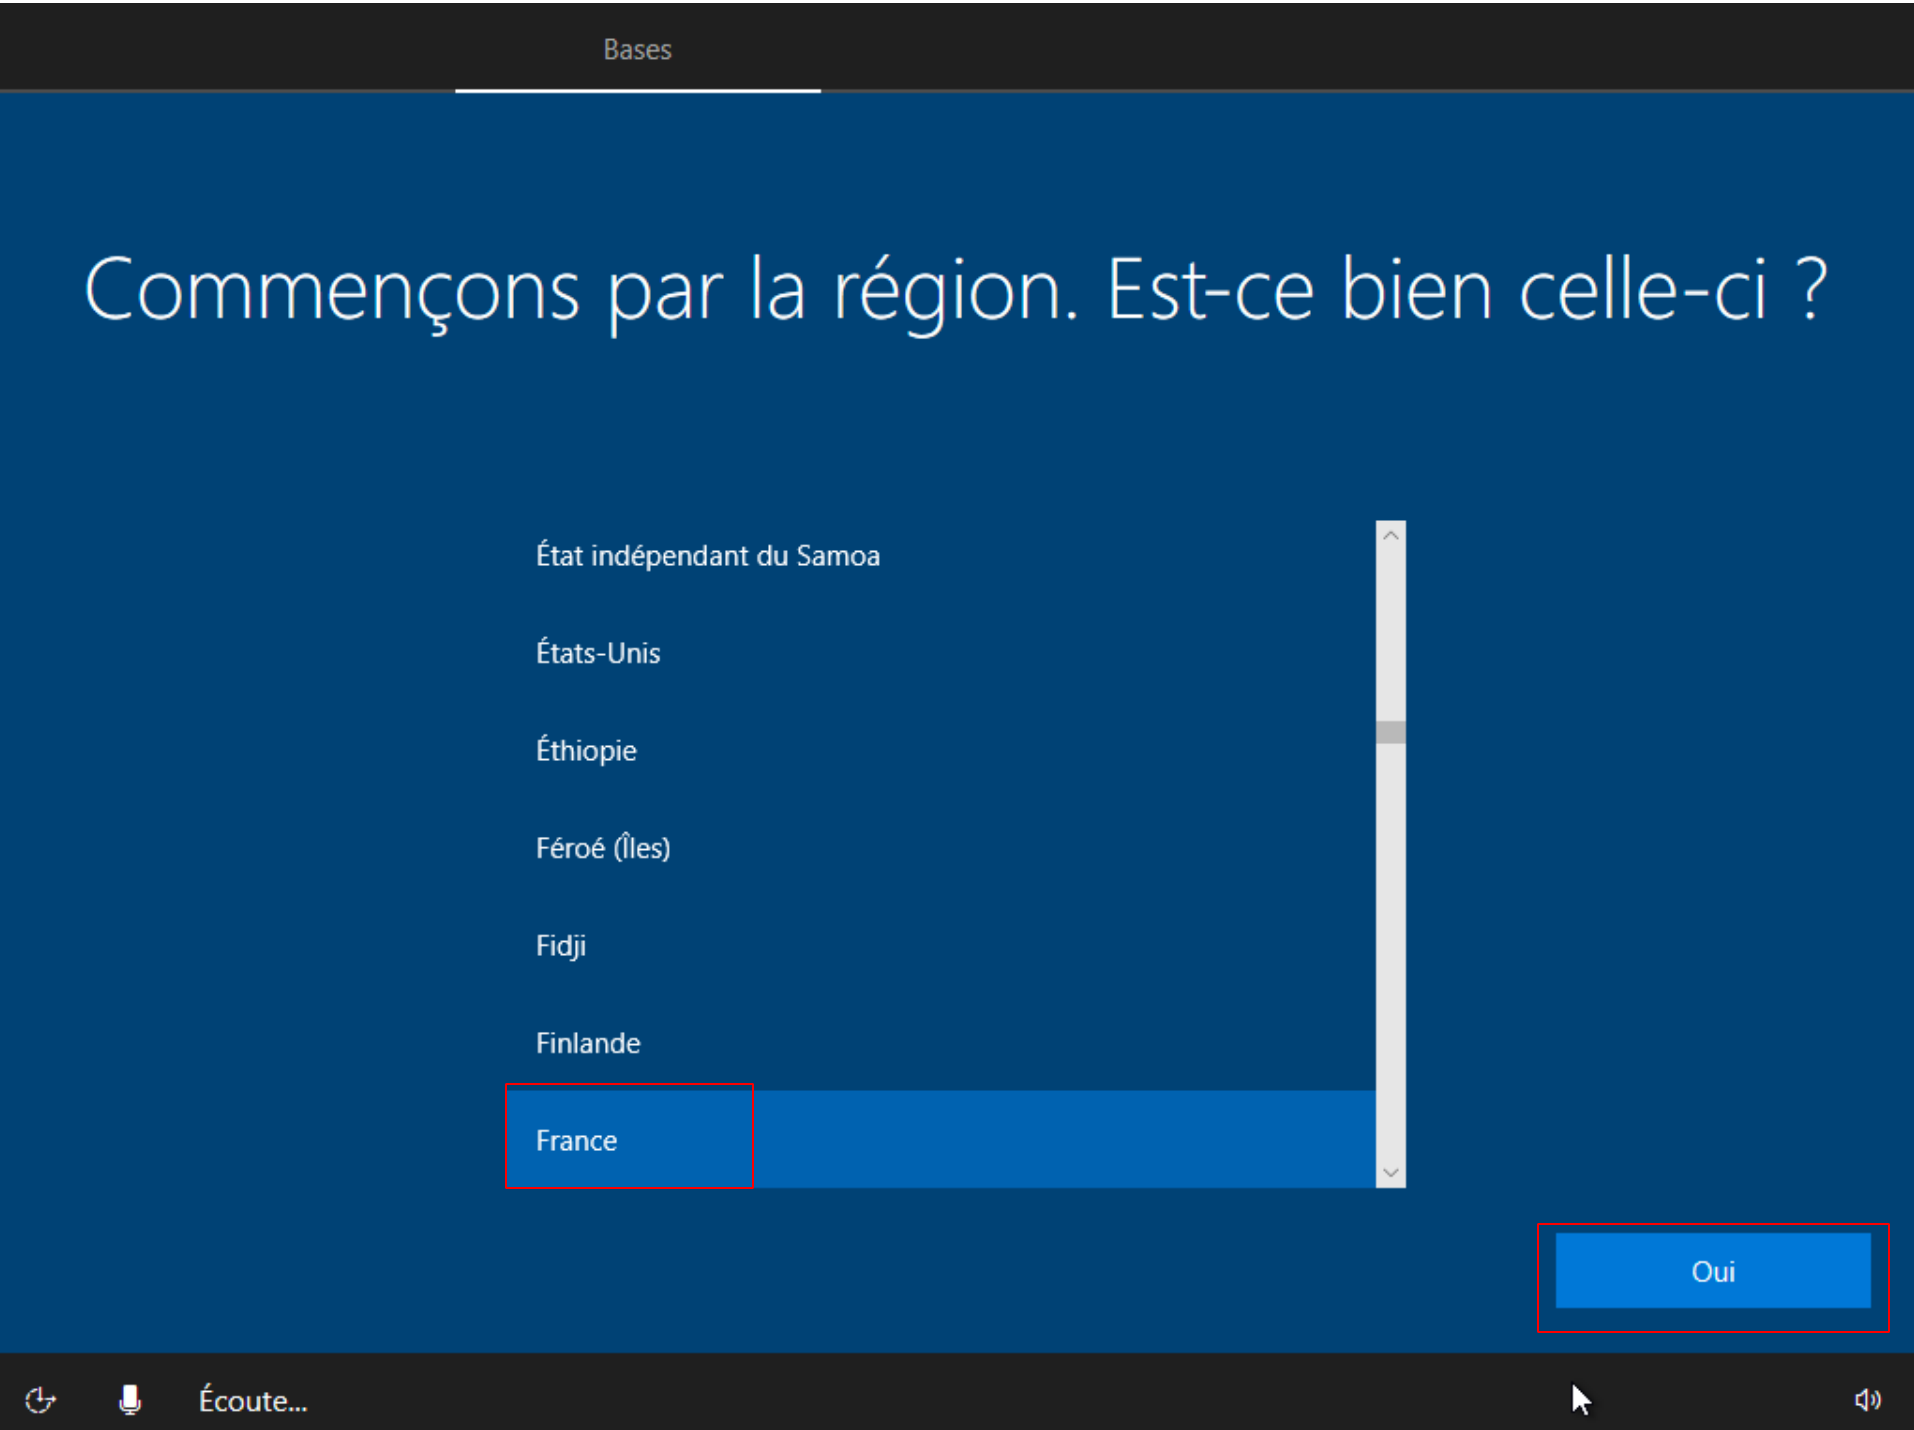 Bases
Commençons par la région. Est-ce bien celle-ci ?
État indépendant du Samoa
États-Unis
Éthiopie
Féroé (Îles)
Fidji
Finlande
France
Oui
Écoute...